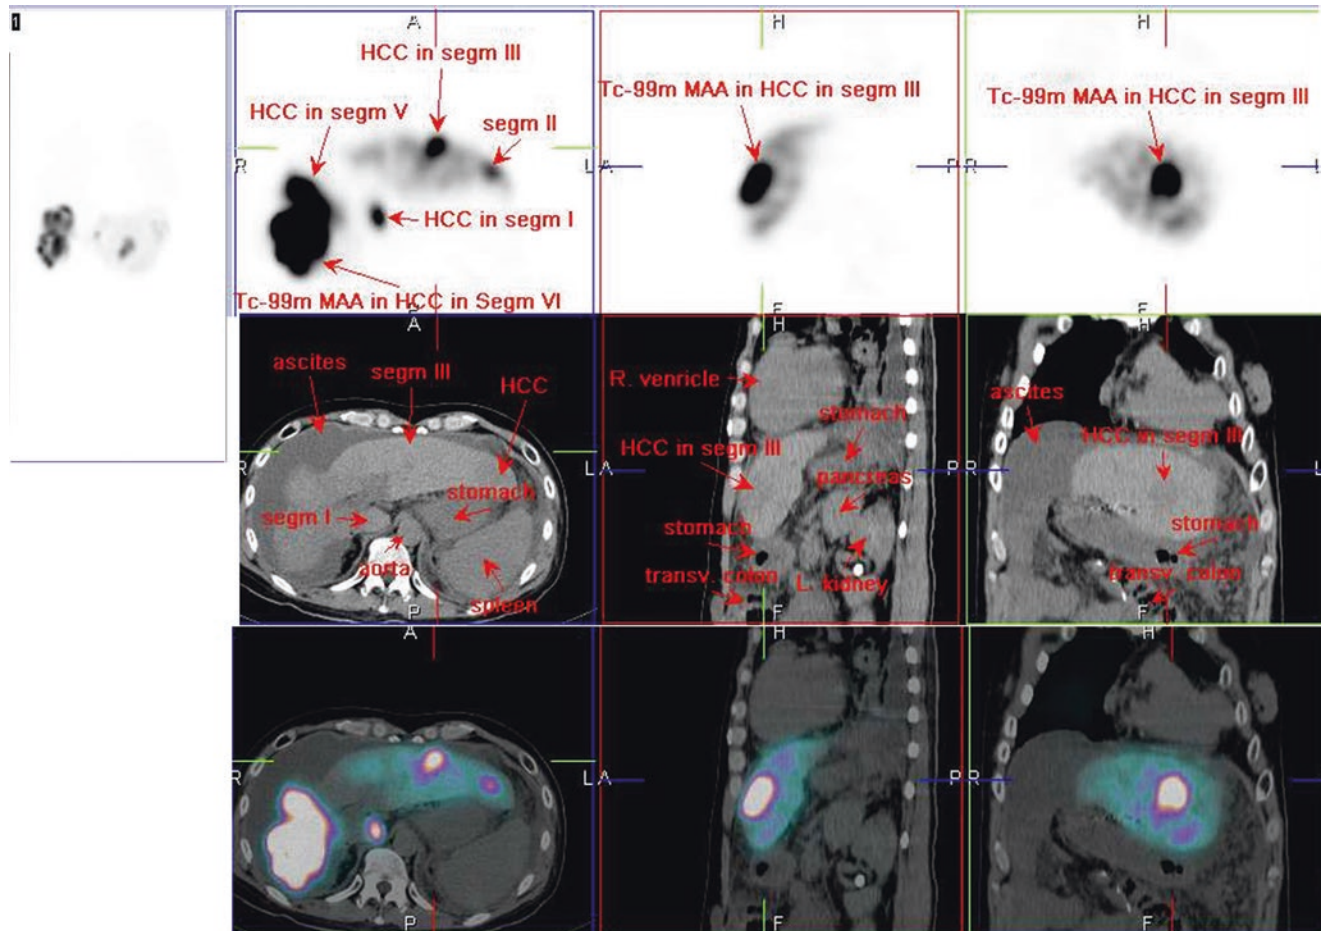 1
A
HCC in segm III
HCC in segm V
segm II
R
L
HCC in segm I
Tc-99m MAA in HCC in Segm VI
P
H
Tc-99m MAA in HCC in segm III
A
P
F
H
Tc-99m MAA in HCC in segm III
R
L
F
A
ascites
segm III
HCC
R
L
stomach
segm I
aorta
spleen
P
H
R. venricle
stomach
HCC in segm III
A
P
pancreas
stomach
transv. colon
L. kidney
F
H
ascites
HCC in segm III
R
L
stomach
transv. colon
F
A
R
L
P
H
A
P
F
H
R
L
F